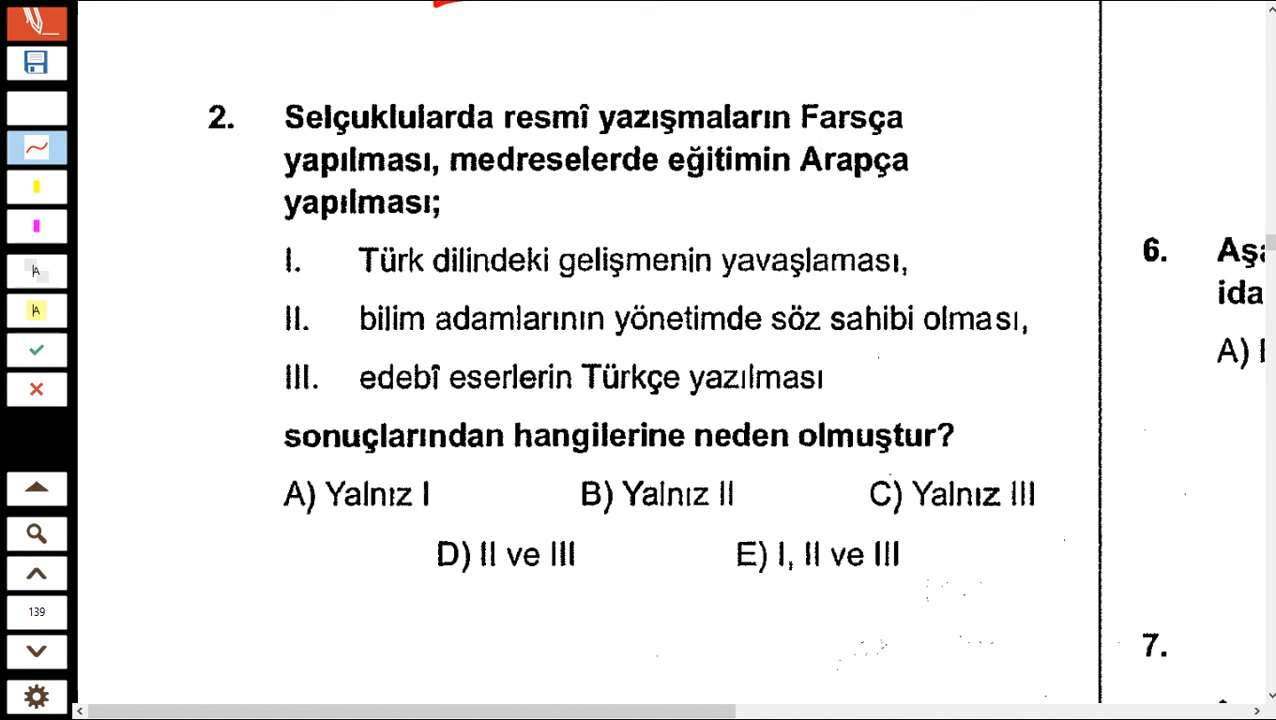 2. Selçuklularda resmî yazışmaların Farsça
yapılması, medreselerde eğitimin Arapça
yapılması;
I. Türk dilindeki gelişmenin yavaşlaması,
II. bilim adamlarının yönetimde söz sahibi olması,
III. edebî eserlerin Türkçe yazılması
sonuçlarından hangilerine neden olmuştur?
A) Yalnız I B) Yalnız II C) Yalnız III
D) II ve III E) I, II ve III
6.
ida
A)
7.
A
A
139